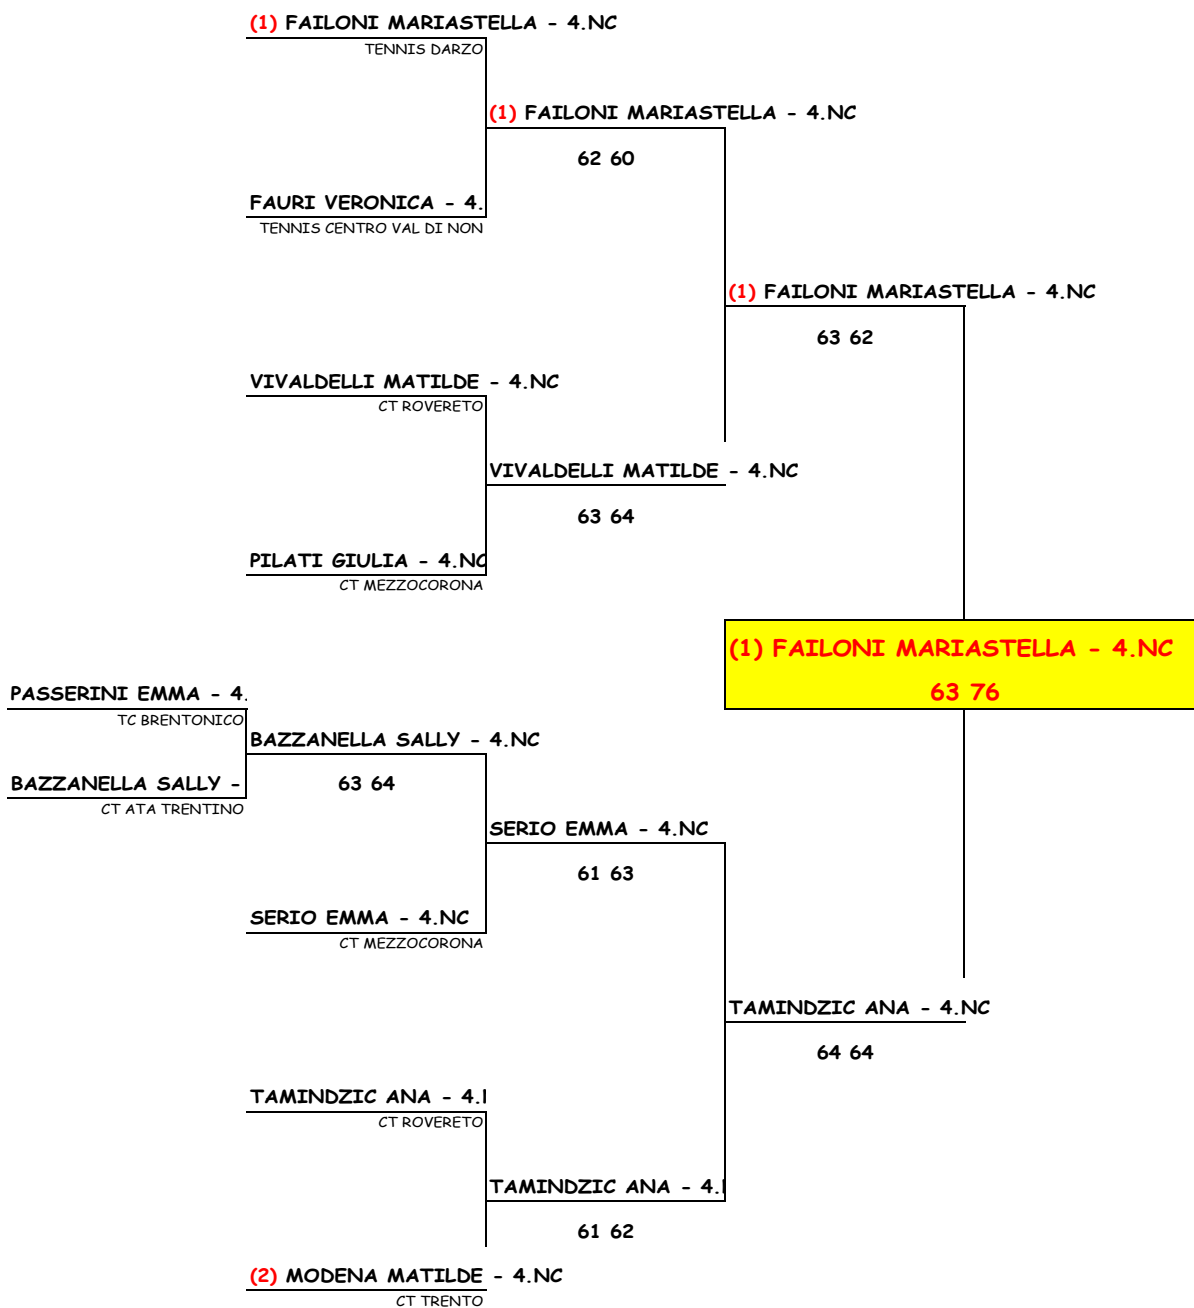 (1) FAILONI MARIASTELLA - 4.NC
TENNIS DARZO
(1) FAILONI MARIASTELLA - 4.NC
62 60
FAURI VERONICA - 4.
TENNIS CENTRO VAL DI NON
(1) FAILONI MARIASTELLA - 4.NC
63 62
VIVALDELLI MATILDE - 4.NC
CT ROVERETO
VIVALDELLI MATILDE - 4.NC
63 64
PILATI GIULIA - 4.NC
CT MEZZOCORONA
(1) FAILONI MARIASTELLA - 4.NC
63 76
PASSERINI EMMA - 4.
TC BRENTONICO
BAZZANELLA SALLY - 4.NC
63 64
BAZZANELLA SALLY -
CT ATA TRENTINO
SERIO EMMA - 4.NC
61 63
SERIO EMMA - 4.NC
CT MEZZOCORONA
TAMINDZIC ANA - 4.NC
64 64
TAMINDZIC ANA - 4.
CT ROVERETO
TAMINDZIC ANA - 4.
61 62
(2) MODENA MATILDE - 4.NC
CT TRENTO